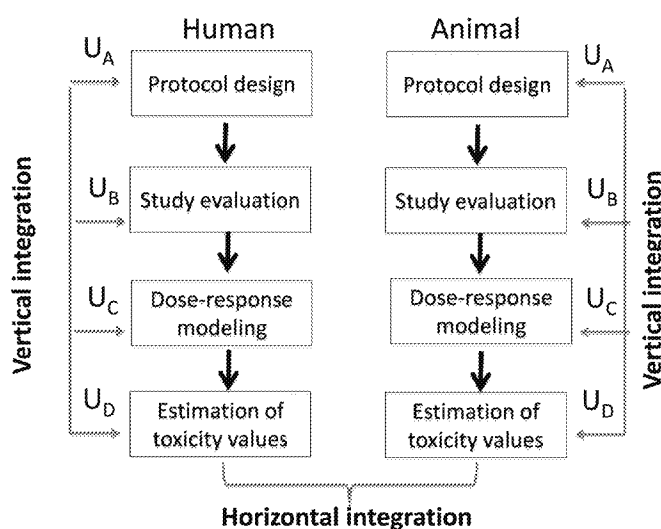 Human
Animal
U_A
Protocol design
Protocol design
U_A
U_B
Study evaluation
Study evaluation
U_B
Vertical integration
Vertical integration
U_C
Dose-response
modeling
Dose-response
modeling
U_C
U_D
Estimation of
toxicity values
Estimation of
toxicity values
U_D
Horizontal integration